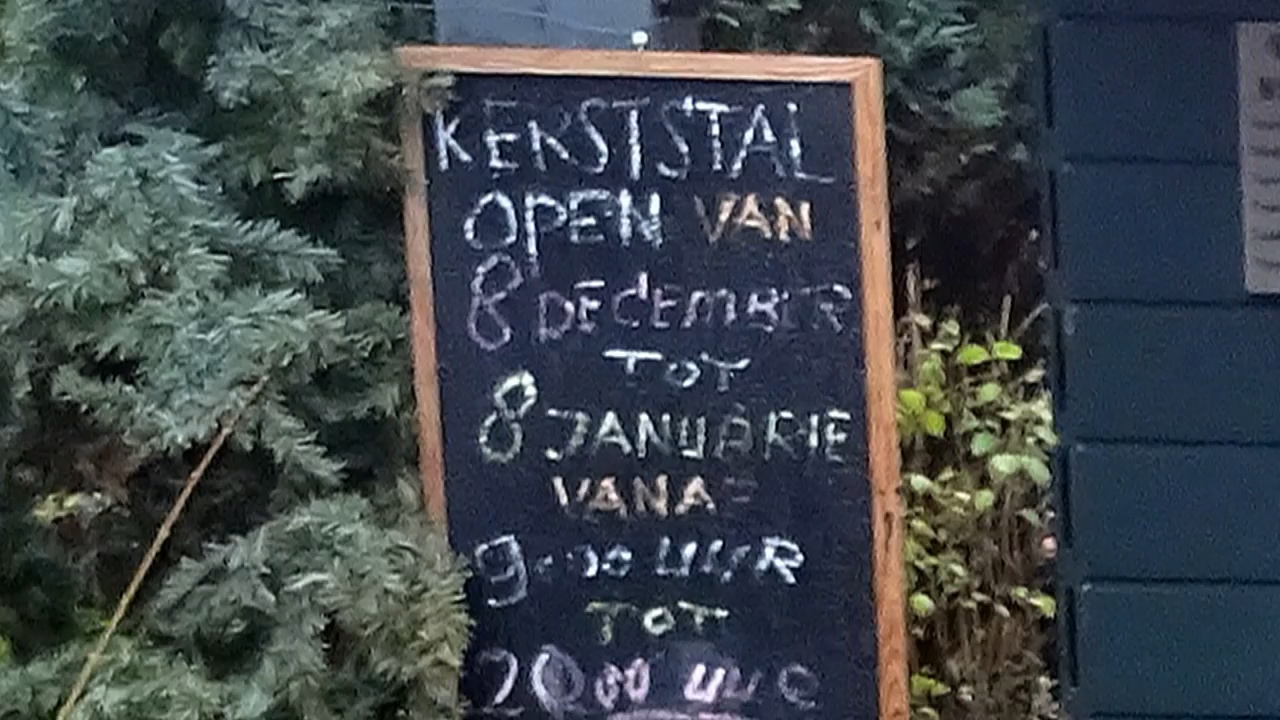 KERSTSTAL
OPEN VAN
8 DECEMBER
TOT
8 JANUARIE
VANAF
9.00 UUR
TOT
20.00 UUR